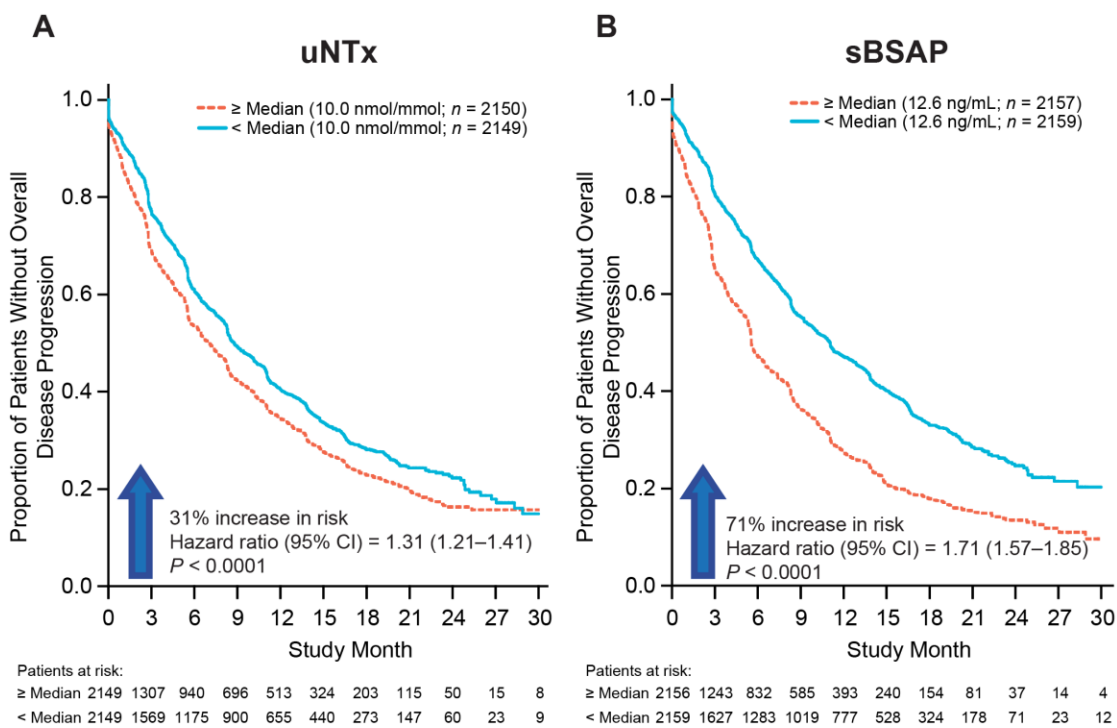 A
uNTx
≥ Median (10.0 nmol/mmol; n = 2150)
< Median (10.0 nmol/mmol; n = 2149)
Proportion of Patients Without Overall
Disease Progression
1.0
0.8
0.6
0.4
0.2
0.0
31% increase in risk
Hazard ratio (95% CI) = 1.31 (1.21–1.41)
P < 0.0001
0 3 6 9 12 15 18 21 24 27 30
Study Month
Patients at risk:
≥ Median 2149 1307 940 696 513 324 203 115 50 15 8
< Median 2149 1569 1175 900 655 440 273 147 60 23 9
B
sBSAP
≥ Median (12.6 ng/mL; n = 2157)
< Median (12.6 ng/mL; n = 2159)
Proportion of Patients Without Overall
Disease Progression
1.0
0.8
0.6
0.4
0.2
0.0
71% increase in risk
Hazard ratio (95% CI) = 1.71 (1.57–1.85)
P < 0.0001
0 3 6 9 12 15 18 21 24 27 30
Study Month
Patients at risk:
≥ Median 2156 1243 832 585 393 240 154 81 37 14 4
< Median 2159 1627 1283 1019 777 528 324 178 71 23 12